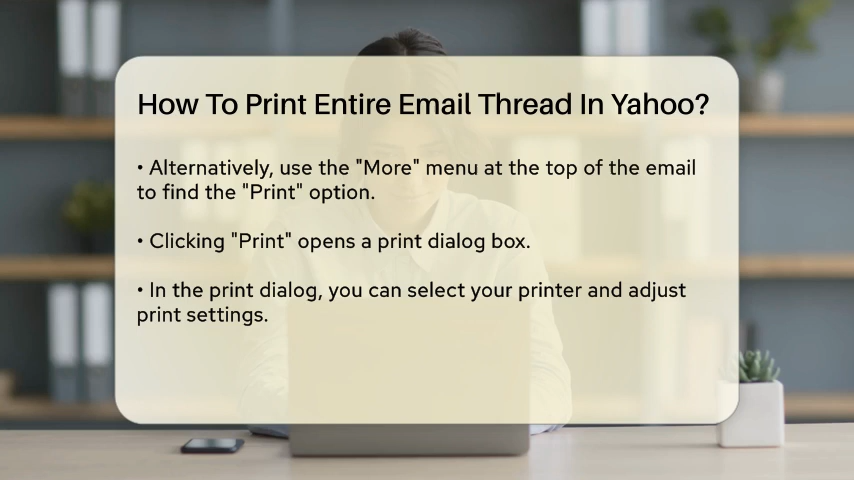 How To Print Entire Email Thread In Yahoo?
• Alternatively, use the "More" menu at the top of the email
to find the "Print" option.
• Clicking "Print" opens a print dialog box.
• In the print dialog, you can select your printer and adjust
print settings.